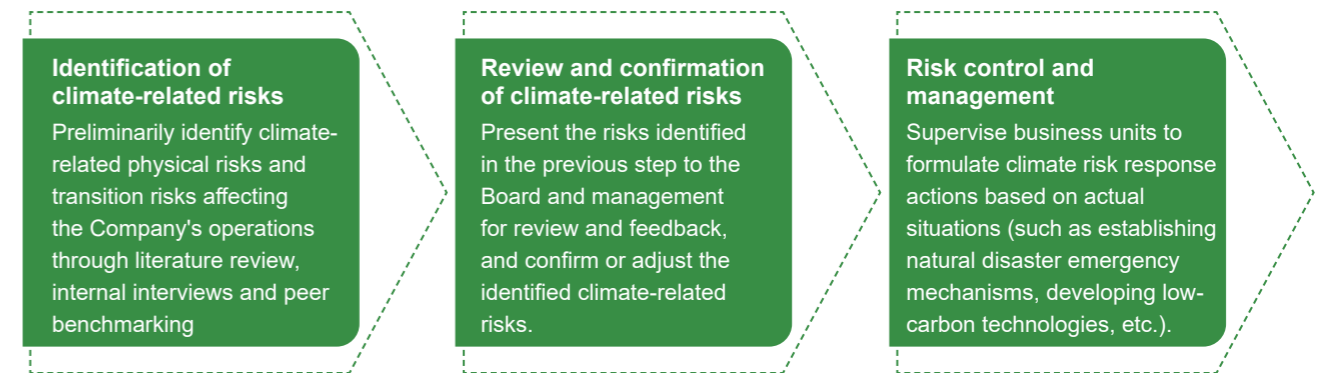 Identification of
climate-related risks
Preliminarily identify climate-
related physical risks and
transition risks affecting
the Company's operations
through literature review,
internal interviews and peer
benchmarking
Review and confirmation
of climate-related risks
Present the risks identified
in the previous step to the
Board and management
for review and feedback,
and confirm or adjust the
identified climate-related
risks.
Risk control and
management
Supervise business units to
formulate climate risk response
actions based on actual
situations (such as establishing
natural disaster emergency
mechanisms, developing low-
carbon technologies, etc.).